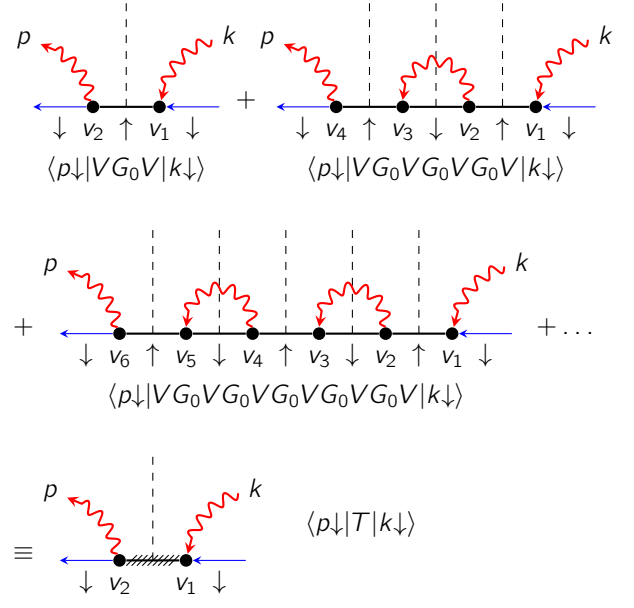 p k p k
+
↓ v₂ ↑ v₁ ↓ ↓ v₄ ↑ v₃ ↓ v₂ ↑ v₁ ↓
⟨p↓|VG₀V|k↓⟩ ⟨p↓|VG₀VG₀VG₀V|k↓⟩
p k
+ + ...
↓ v₆ ↑ v₅ ↓ v₄ ↑ v₃ ↓ v₂ ↑ v₁ ↓
⟨p↓|VG₀VG₀VG₀VG₀VG₀V|k↓⟩
p k
≡ ⟨p↓|T|k↓⟩
↓ v₂ v₁ ↓